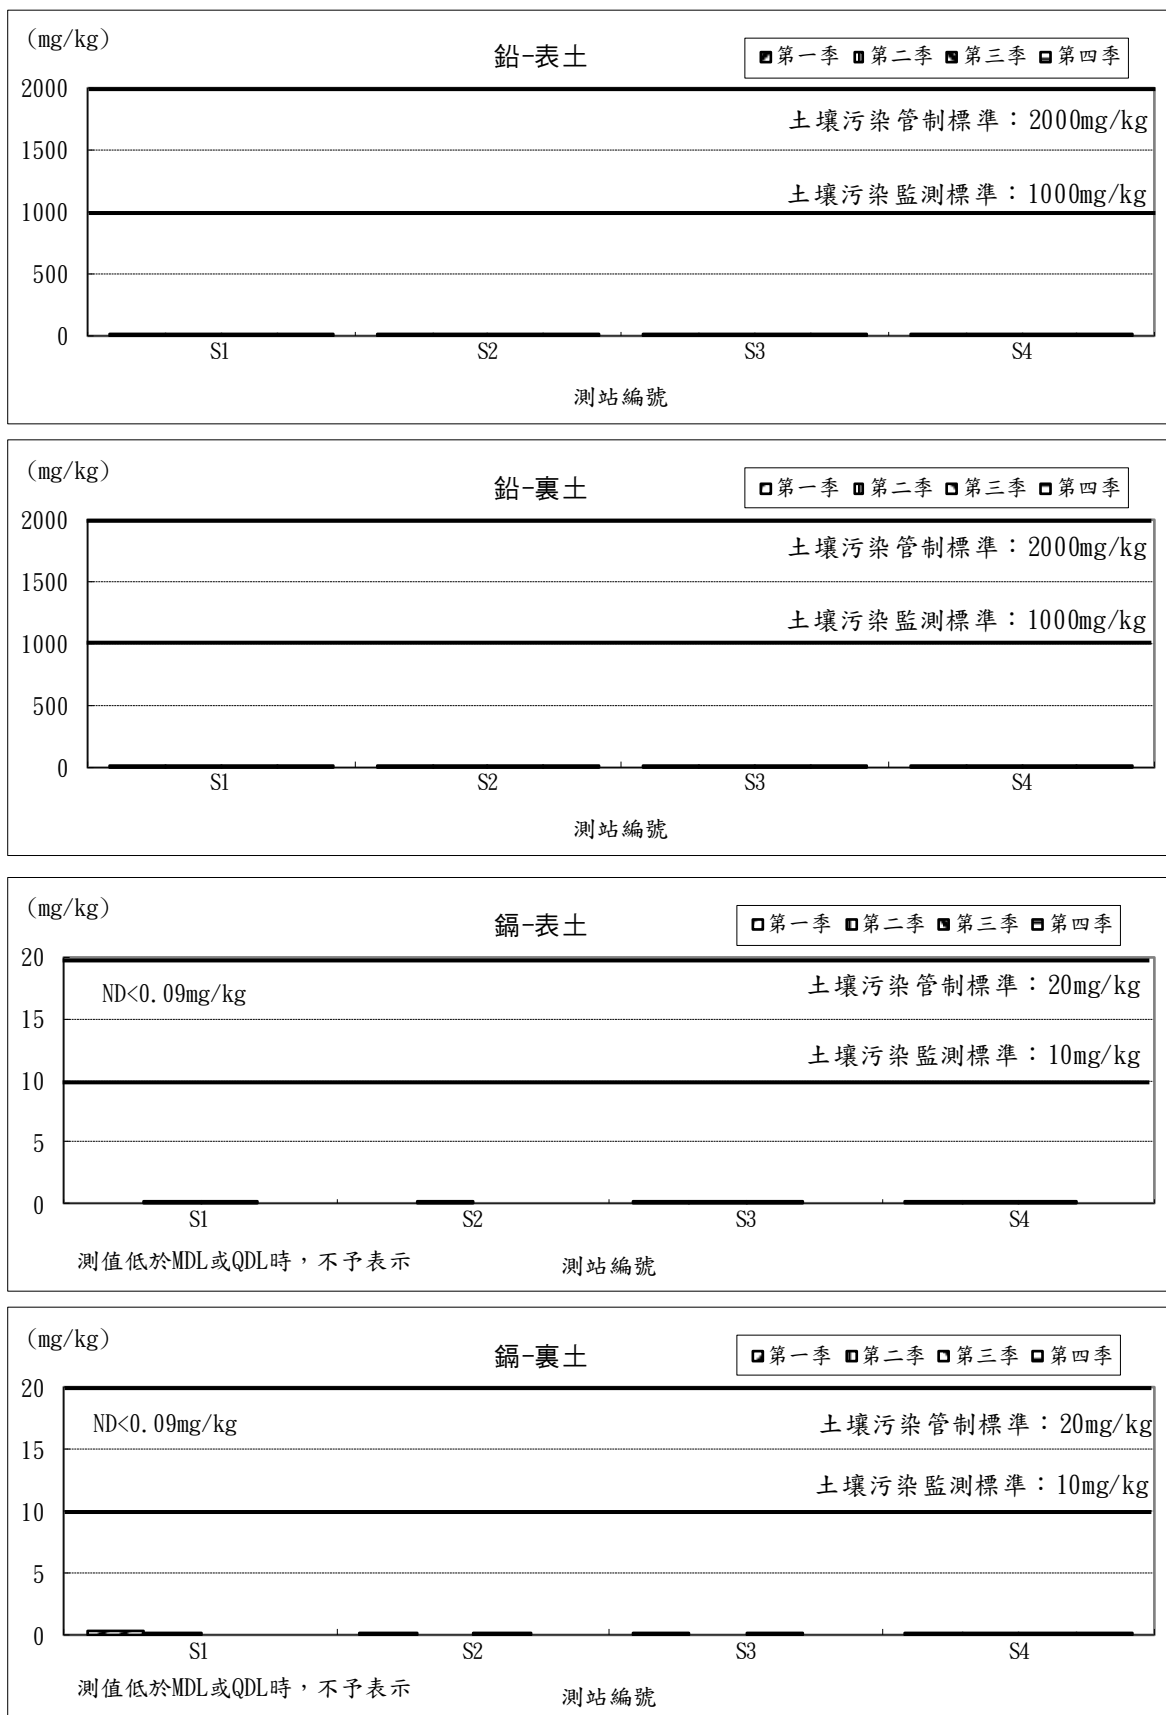 (mg/kg)
鉛-表土
第一季 第二季 第三季 第四季
2000
土壤污染管制標準：2000mg/kg
1500
土壤污染監測標準：1000mg/kg
1000
500
0
S1 S2 S3 S4
測站編號
(mg/kg)
鉛-裏土
第一季 第二季 第三季 第四季
2000
土壤污染管制標準：2000mg/kg
1500
土壤污染監測標準：1000mg/kg
1000
500
0
S1 S2 S3 S4
測站編號
(mg/kg)
鎘-表土
第一季 第二季 第三季 第四季
20
ND<0.09mg/kg 土壤污染管制標準：20mg/kg
15
土壤污染監測標準：10mg/kg
10
5
0
S1 S2 S3 S4
測值低於MDL或QDL時，不予表示 測站編號
(mg/kg)
鎘-裏土
第一季 第二季 第三季 第四季
20
ND<0.09mg/kg 土壤污染管制標準：20mg/kg
15
土壤污染監測標準：10mg/kg
10
5
0
S1 S2 S3 S4
測值低於MDL或QDL時，不予表示 測站編號